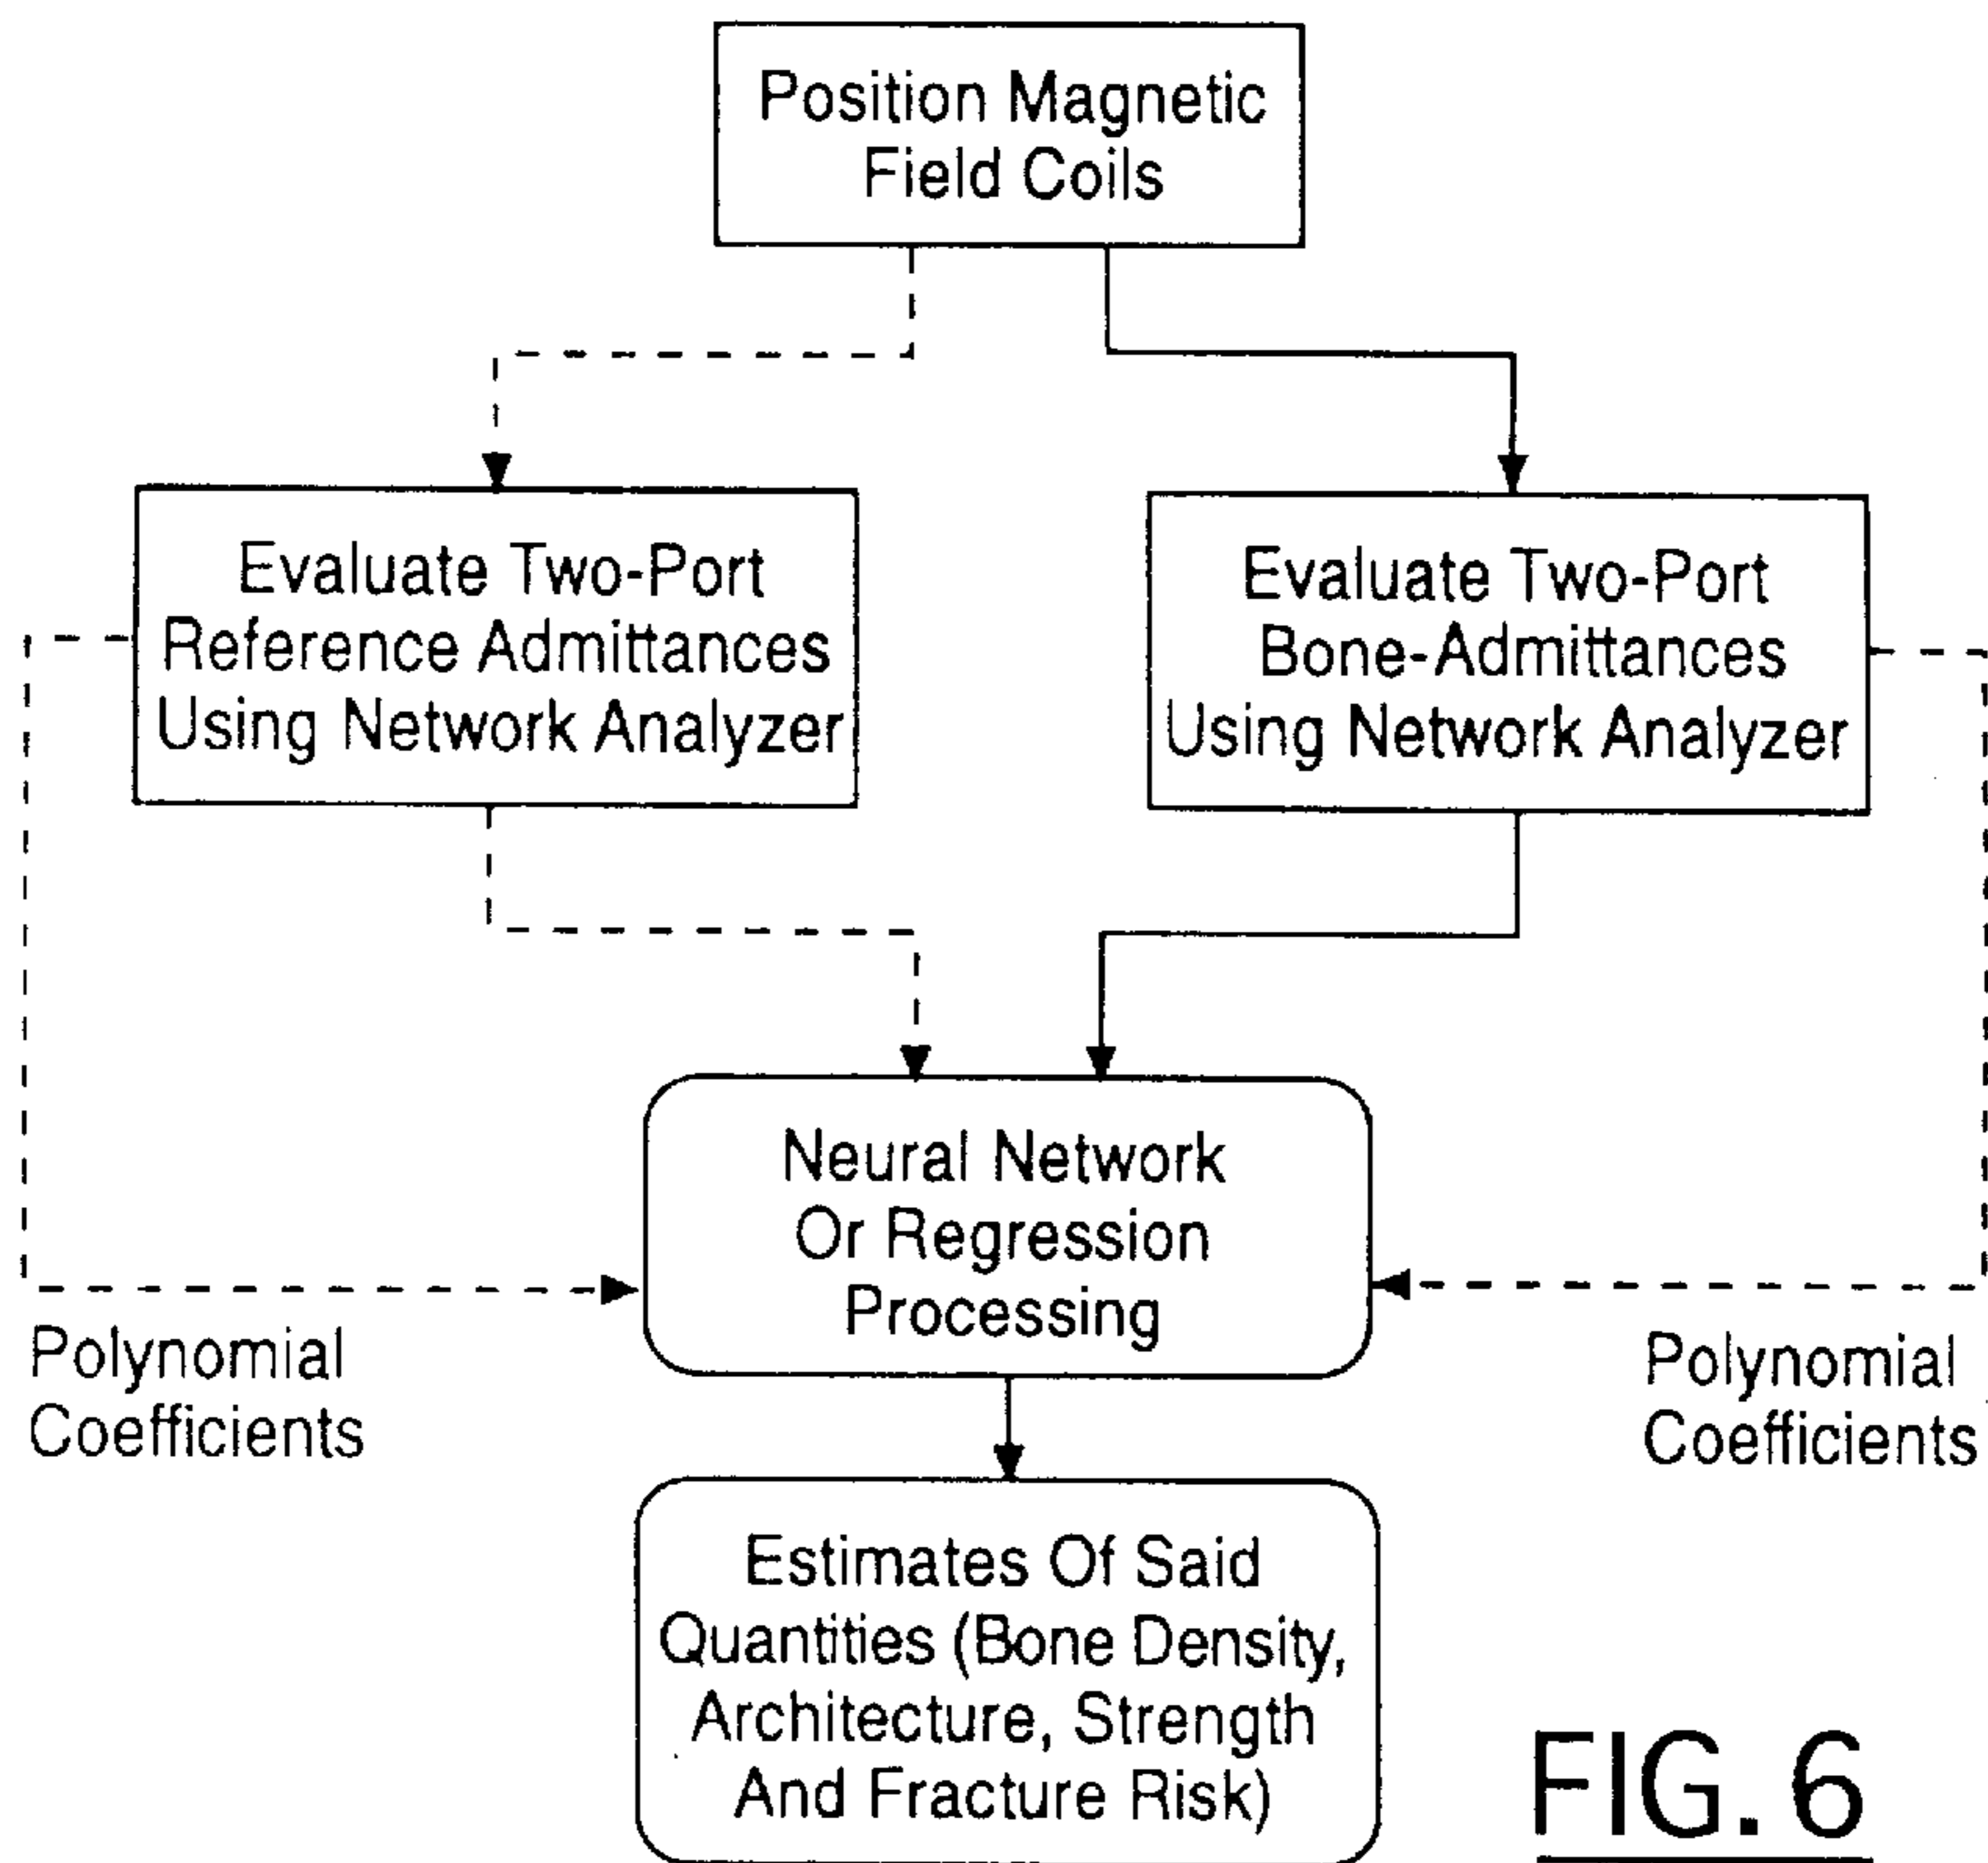 Position Magnetic
Field Coils
Evaluate Two-Port
Reference Admittances
Using Network Analyzer
Evaluate Two-Port
Bone-Admittances
Using Network Analyzer
Neural Network
Or Regression
Processing
Polynomial
Coefficients
Polynomial
Coefficients
Estimates Of Said
Quantities (Bone Density,
Architecture, Strength
And Fracture Risk)
FIG. 6